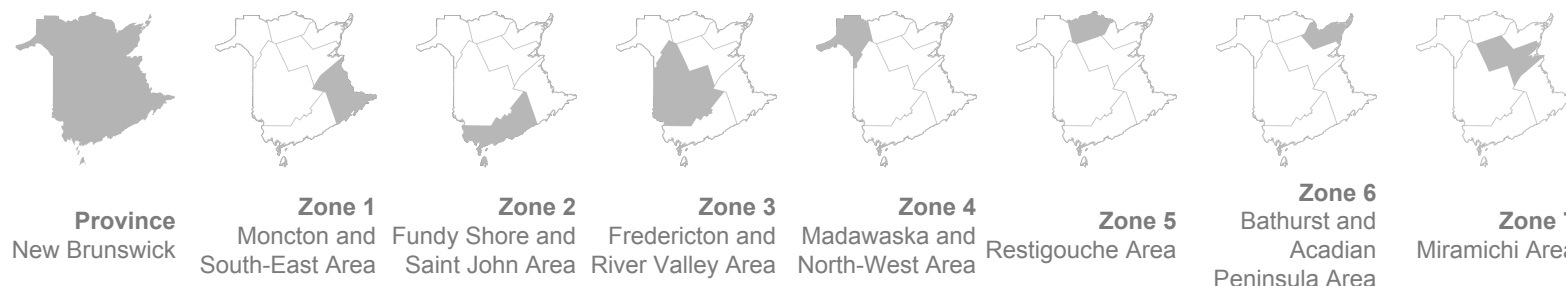 Province
New Brunswick
Zone 1
Moncton and
South-East Area
Zone 2
Fundy Shore and
Saint John Area
Zone 3
Fredericton and
River Valley Area
Zone 4
Madawaska and
North-West Area
Zone 5
Restigouche Area
Zone 6
Bathurst and
Acadian
Peninsula Area
Zone
Miramichi Area